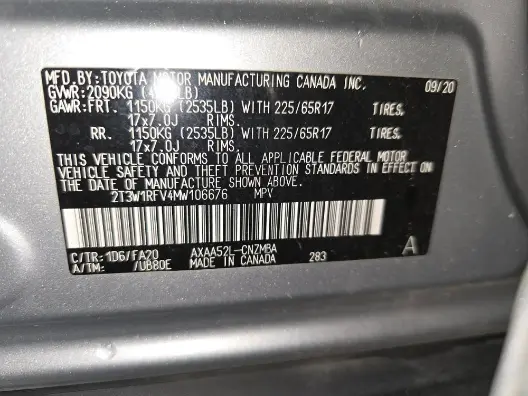 MFD.BY:TOYOTA MOTOR MANUFACTURING CANADA INC. 09/20
GVWR:2090KG
GAWR:FRT. 1150KG (2535LB) WITH 225/65R17 TIRES,
17x7.0J RIMS.
RR. 1150KG (2535LB) WITH 225/65R17 TIRES,
17x7.0J RIMS.
THIS VEHICLE CONFORMS TO ALL APPLICABLE FEDERAL MOTOR
VEHICLE SAFETY AND THEFT PREVENTION STANDARDS IN EFFECT ON
THE DATE OF MANUFACTURE SHOWN ABOVE.
2T3W1RFV4MW106676 MPV
C/TR:1D6/FA20 AXAA52L-CNZMBA 283 A
A/TM: /UB80E MADE IN CANADA